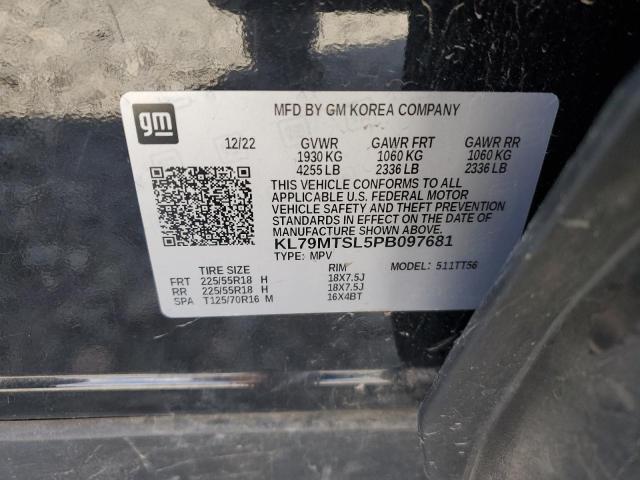 gm
MFD BY GM KOREA COMPANY
12/22 GVWR GAWR FRT GAWR RR
1930 KG 1060 KG 1060 KG
4255 LB 2336 LB 2336 LB
THIS VEHICLE CONFORMS TO ALL
APPLICABLE U.S. FEDERAL MOTOR
VEHICLE SAFETY AND THEFT PREVENTION
STANDARDS IN EFFECT ON THE DATE OF
MANUFACTURE SHOWN ABOVE.
KL79MTSL5PB097681
TYPE: MPV MODEL: 511TT56
TIRE SIZE RIM
FRT 225/55R18 H 18X7.5J
RR 225/55R18 H 18X7.5J
SPA T125/70R16 M 16X4BT